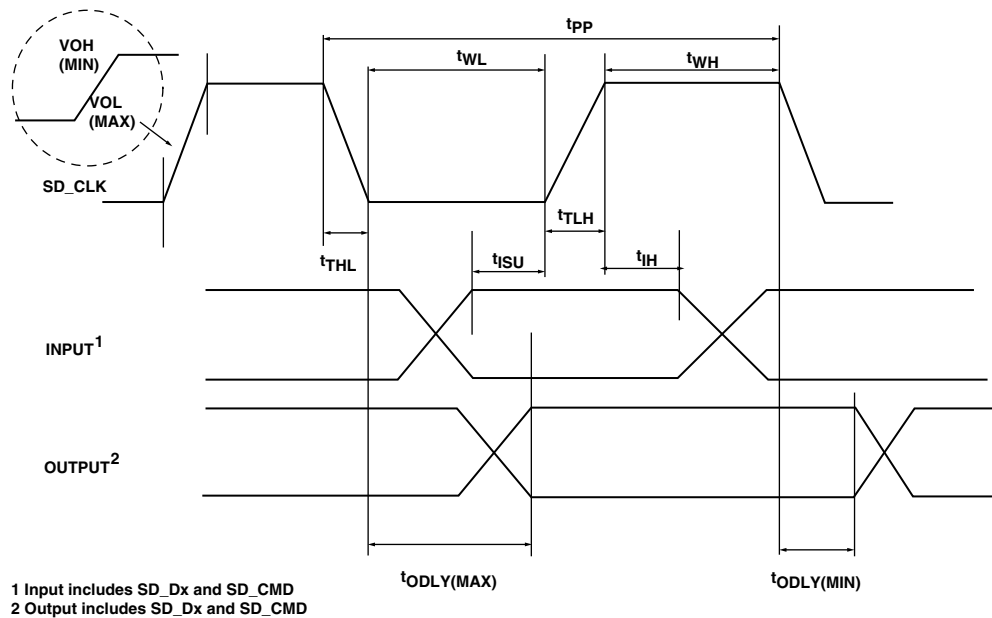 tPP
VOH
(MIN)
tWL
tWH
VOL
(MAX)
SD_CLK
tTHL
tISU
tTLH
tIH
INPUT1
OUTPUT2
tODLY(MAX)
tODLY(MIN)
1 Input includes SD_Dx and SD_CMD
2 Output includes SD_Dx and SD_CMD